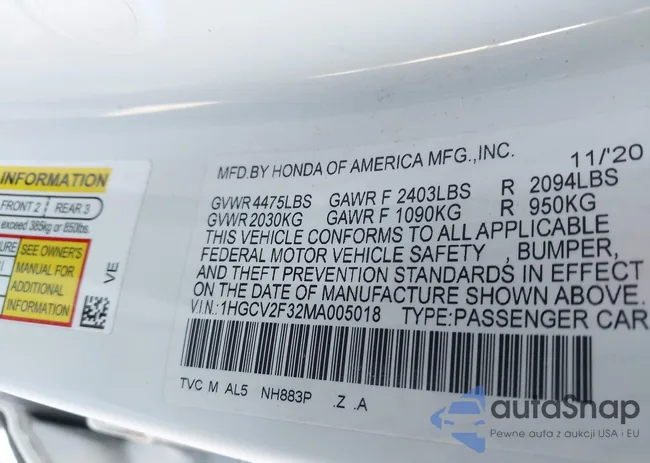 INFORMATION
FRONT 2 REAR 3
exceed 385kg or 850lbs.
SEE OWNER'S
MANUAL FOR
ADDITIONAL
INFORMATION
VE
MFD.BY HONDA OF AMERICA MFG.,INC. 11/'20
GVWR 4475LBS GAWR F 2403LBS R 2094LBS
GVWR 2030KG GAWR F 1090KG R 950KG
THIS VEHICLE CONFORMS TO ALL APPLICABLE
FEDERAL MOTOR VEHICLE SAFETY , BUMPER,
AND THEFT PREVENTION STANDARDS IN EFFECT
ON THE DATE OF MANUFACTURE SHOWN ABOVE.
V.I.N.:1HGCV2F32MA005018 TYPE:PASSENGER CAR
TVC M AL5 NH883P .Z .A
autoSnap
Pewne auta z aukcji USA i EU